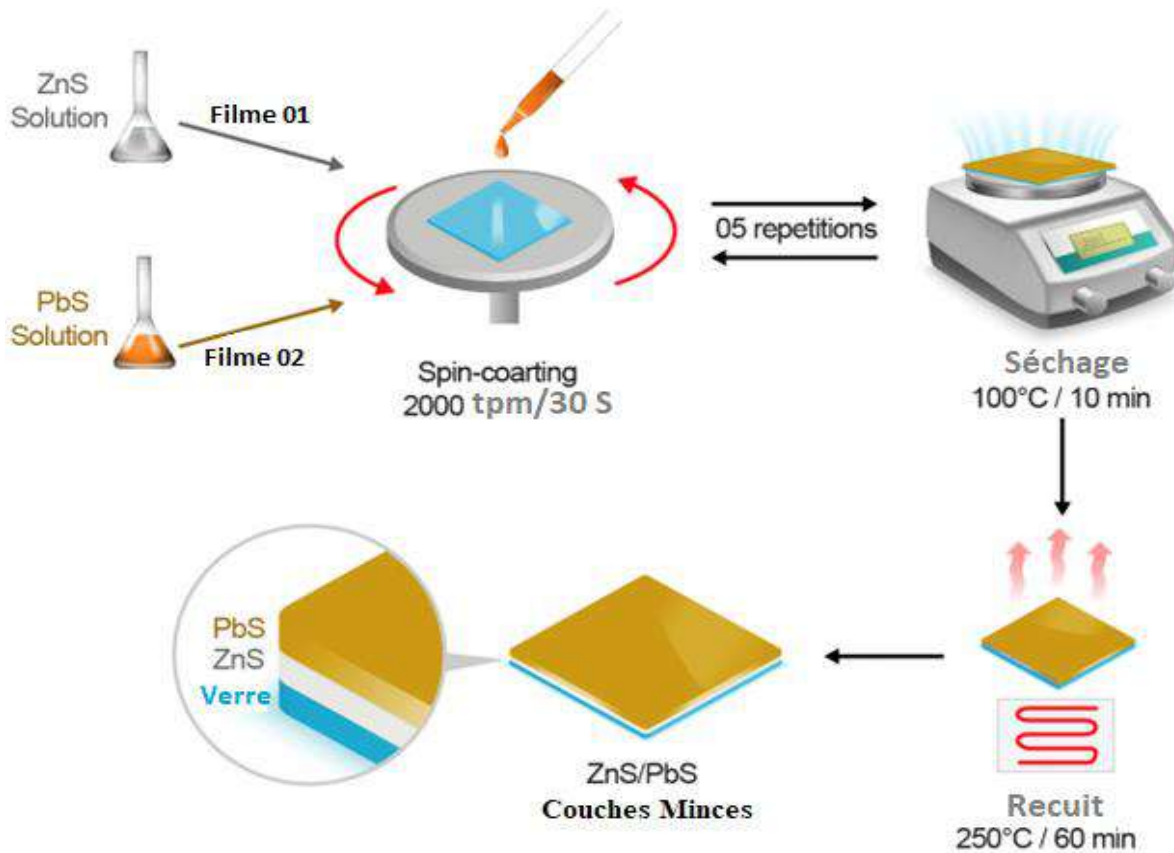 ZnS
Solution
Filme 01
PbS
Solution
Filme 02
Spin-coarting
2000 tpm/30 S
05 repetitions
Séchage
100°C / 10 min
PbS
ZnS
Verre
ZnS/PbS
Couches Minces
Recuit
250°C / 60 min